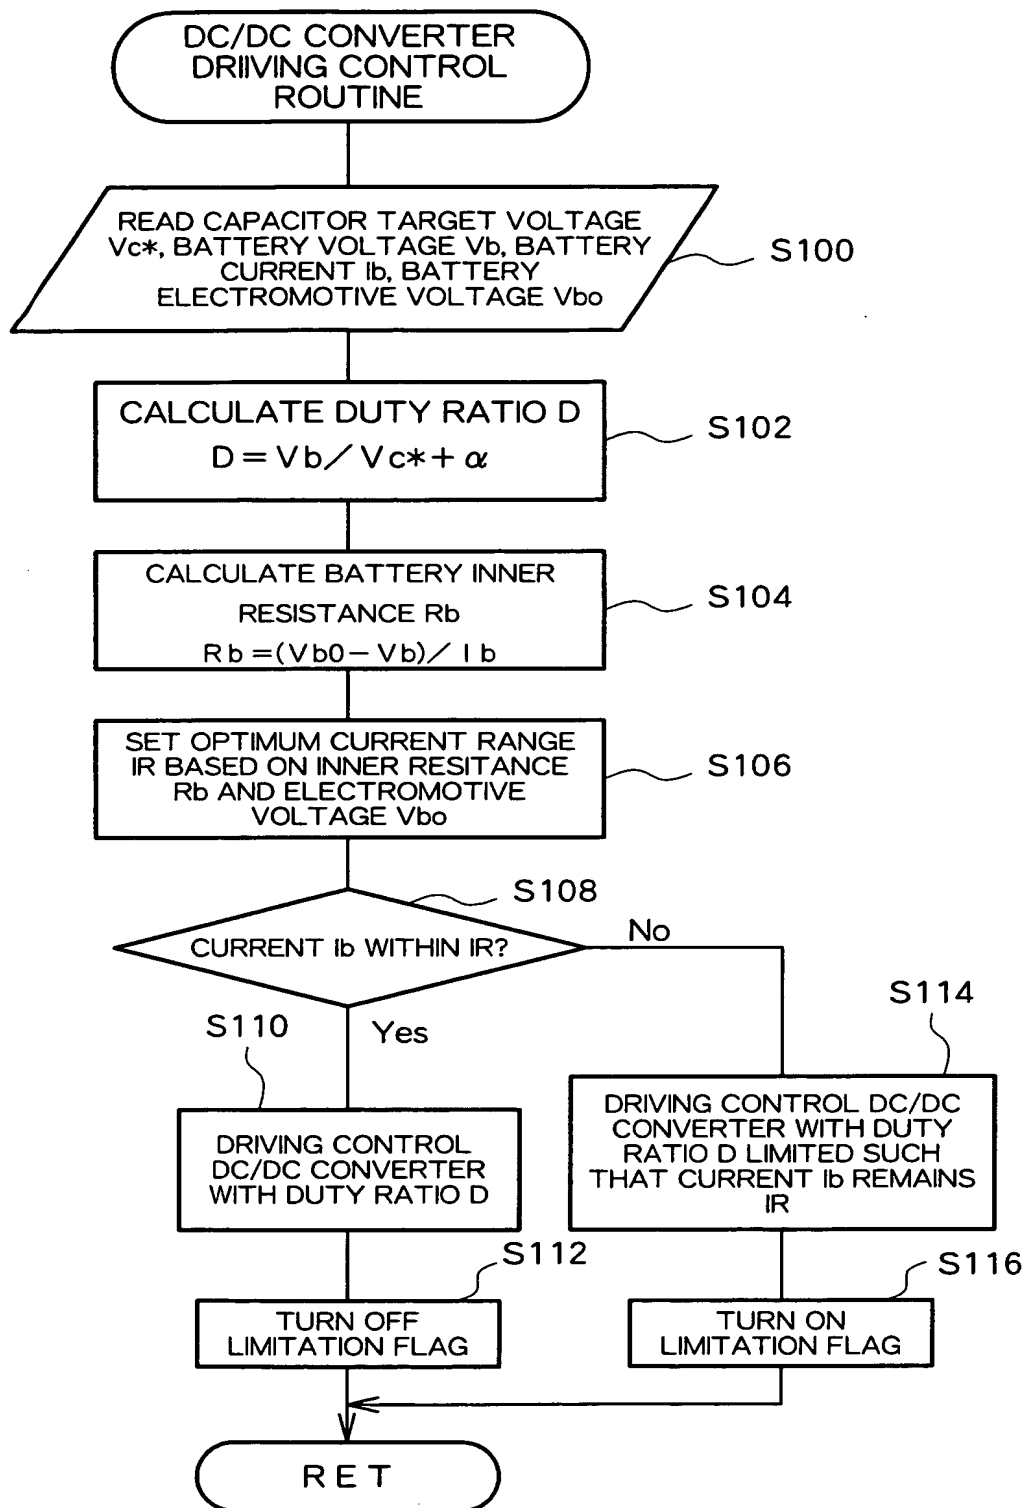 DC/DC CONVERTER
DRIIVING CONTROL
ROUTINE
READ CAPACITOR TARGET VOLTAGE
Vc*, BATTERY VOLTAGE Vb, BATTERY
CURRENT Ib, BATTERY
ELECTROMOTIVE VOLTAGE Vbo
S100
CALCULATE DUTY RATIO D
D=Vb/Vc*+α
S102
CALCULATE BATTERY INNER
RESISTANCE Rb
Rb=(Vb0-Vb)/Ib
S104
SET OPTIMUM CURRENT RANGE
IR BASED ON INNER RESITANCE
Rb AND ELECTROMOTIVE
VOLTAGE Vbo
S106
S108
CURRENT Ib WITHIN IR?
No
Yes
S110
DRIVING CONTROL
DC/DC CONVERTER
WITH DUTY RATIO D
S114
DRIVING CONTROL DC/DC
CONVERTER WITH DUTY
RATIO D LIMITED SUCH
THAT CURRENT Ib REMAINS
IR
S112
TURN OFF
LIMITATION FLAG
S116
TURN ON
LIMITATION FLAG
RET